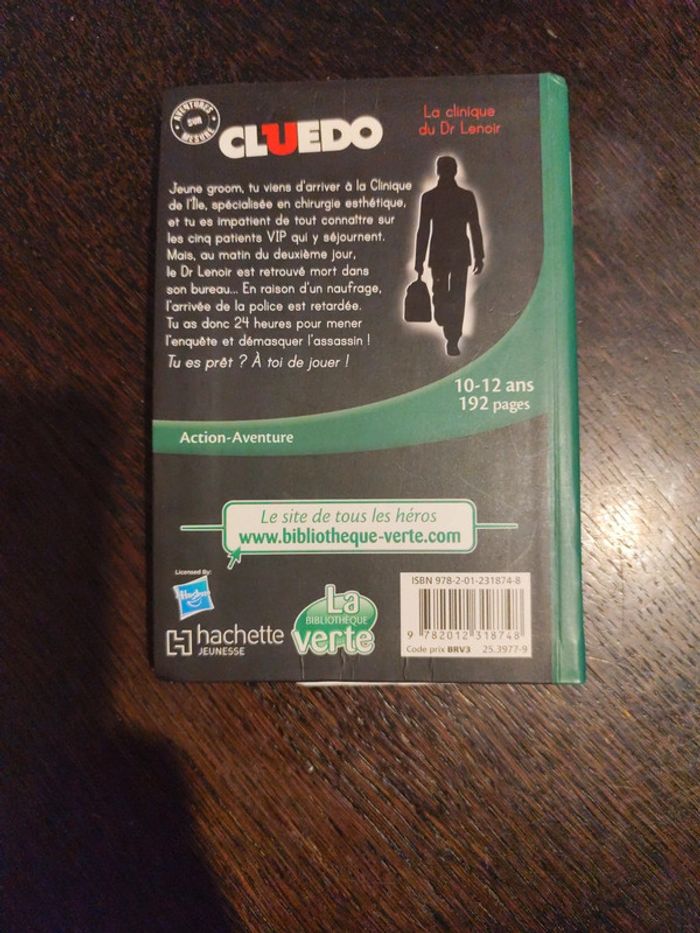 AVENTURES
SUR
MESURE
CLUEDO
La clinique
du Dr Lenoir
Jeune groom, tu viens d'arriver à la Clinique
de l'Île, spécialisée en chirurgie esthétique,
et tu es impatient de tout connaître sur
les cinq patients VIP qui y séjournent.
Mais, au matin du deuxième jour,
le Dr Lenoir est retrouvé mort dans
son bureau... En raison d'un naufrage,
l'arrivée de la police est retardée.
Tu as donc 24 heures pour mener
l'enquête et démasquer l'assassin !
Tu es prêt ? À toi de jouer !
10-12 ans
192 pages
Action-Aventure
Le site de tous les héros
www.bibliotheque-verte.com
Licensed By:
Hasbro
hachette
JEUNESSE
La
BIBLIOTHÈQUE
verte
ISBN 978-2-01-231874-8
9 782012 318748
Code prix BRV3 25.3977-9